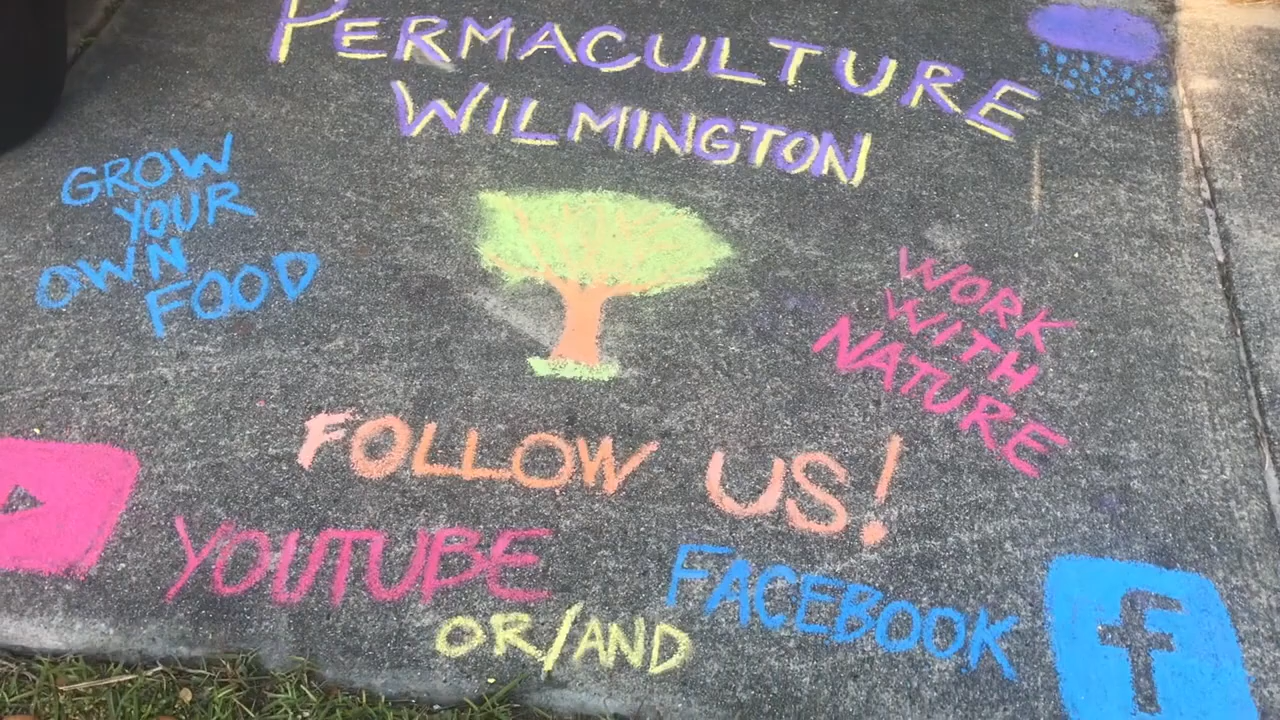 PERMACULTURE
WILMINGTON
GROW
YOUR
OWN
FOOD
WORK
WITH
NATURE
FOLLOW US!
YOUTUBE
FACEBOOK
OR/AND
f